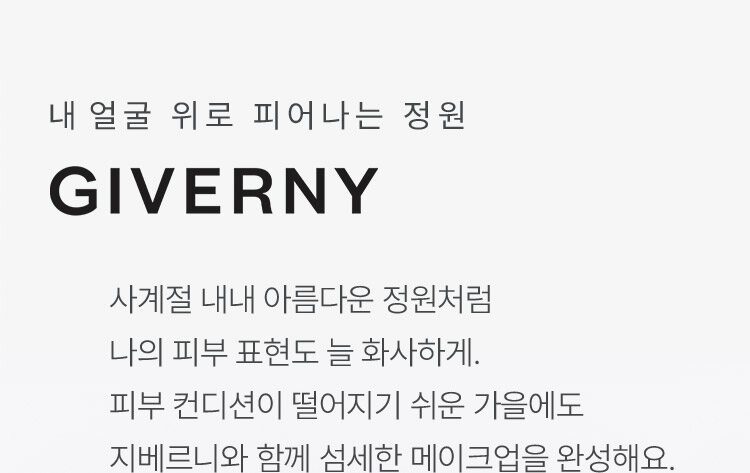 내 얼굴 위로 피어나는 정원
GIVERNY
사계절 내내 아름다운 정원처럼
나의 피부 표현도 늘 화사하게.
피부 컨디션이 떨어지기 쉬운 가을에도
지베르니와 함께 섬세한 메이크업을 완성해요.